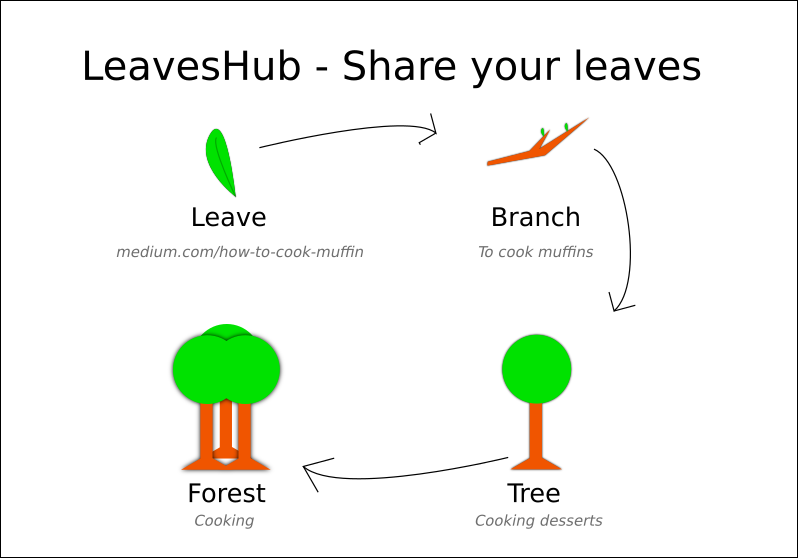 LeavesHub - Share your leaves
Leave
medium.com/how-to-cook-muffin
Branch
To cook muffins
Forest
Cooking
Tree
Cooking desserts